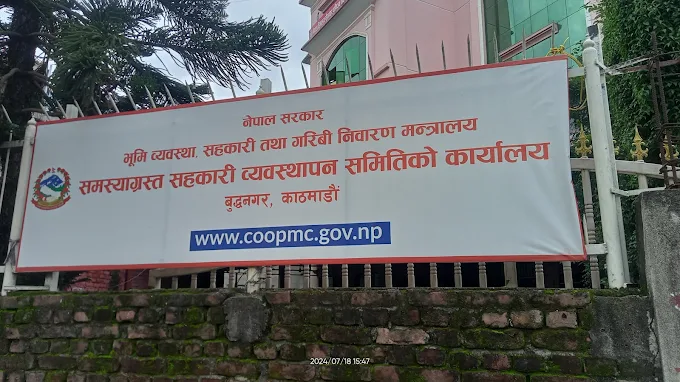 नेपाल सरकार
भूमि व्यवस्था, सहकारी तथा गरिबी निवारण मन्त्रालय
समस्याग्रस्त सहकारी व्यवस्थापन समितिको कार्यालय
बुद्धनगर, काठमाडौं
www.coopmc.gov.np
2024/07/18 15:47